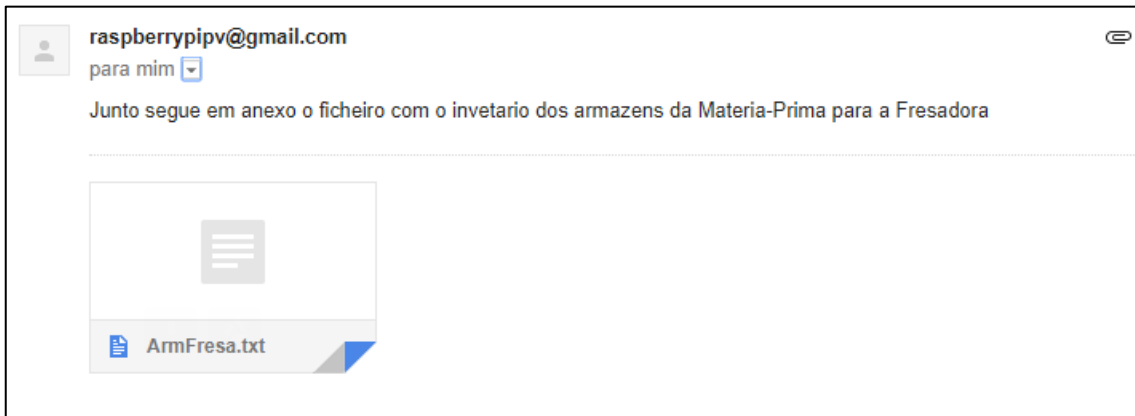 raspberrypipv@gmail.com
para mim
Junto segue em anexo o ficheiro com o invetario dos armazens da Materia-Prima para a Fresadora
ArmFresa.txt